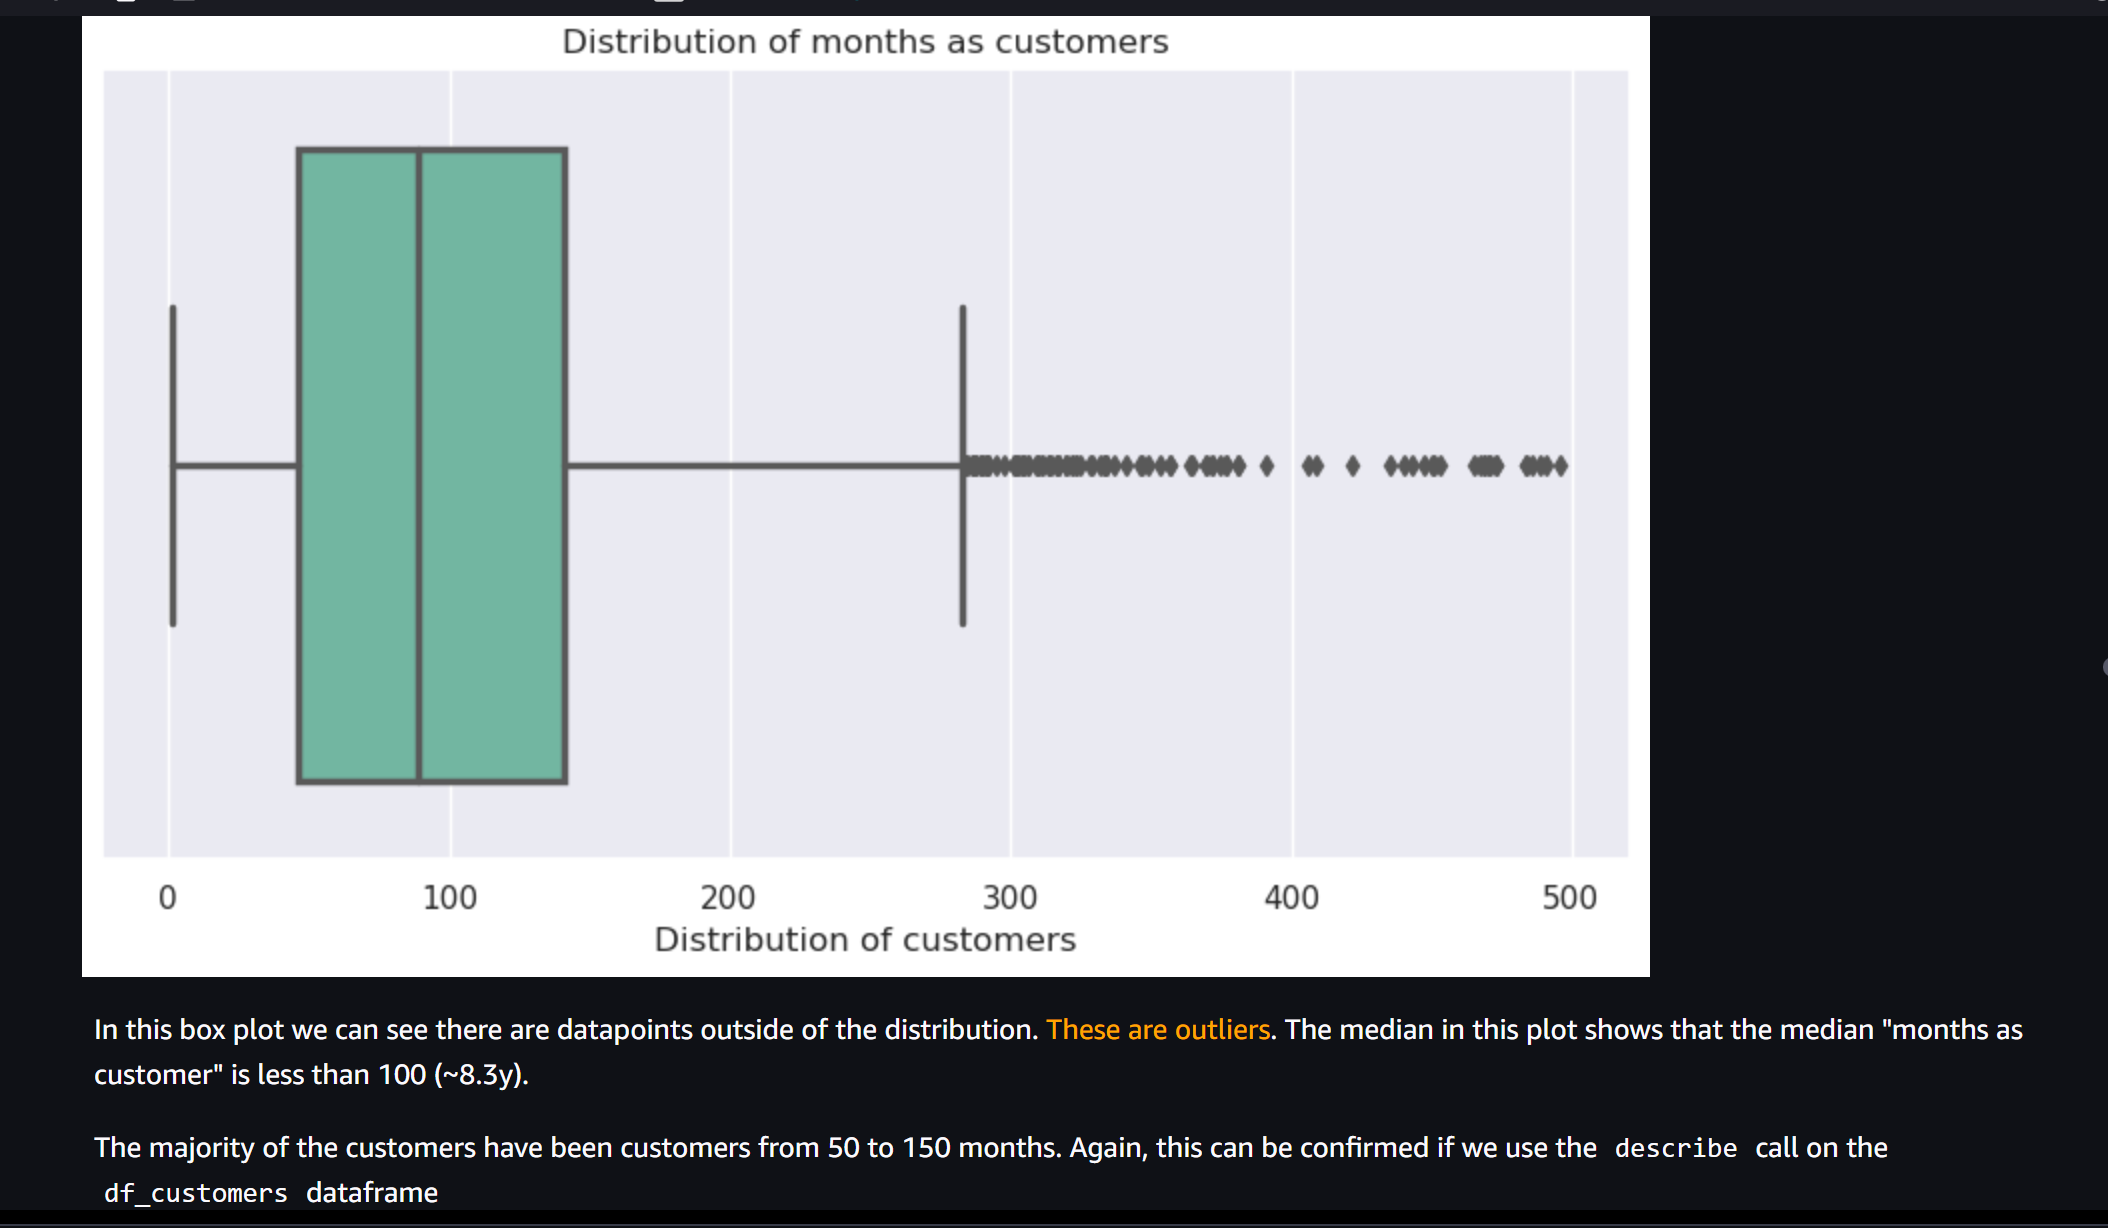 Distribution of months as customers
0 100 200 300 400 500
Distribution of customers
In this box plot we can see there are datapoints outside of the distribution. These are outliers. The median in this plot shows that the median "months as
customer" is less than 100 (~8.3y).
The majority of the customers have been customers from 50 to 150 months. Again, this can be confirmed if we use the describe call on the
df_customers dataframe